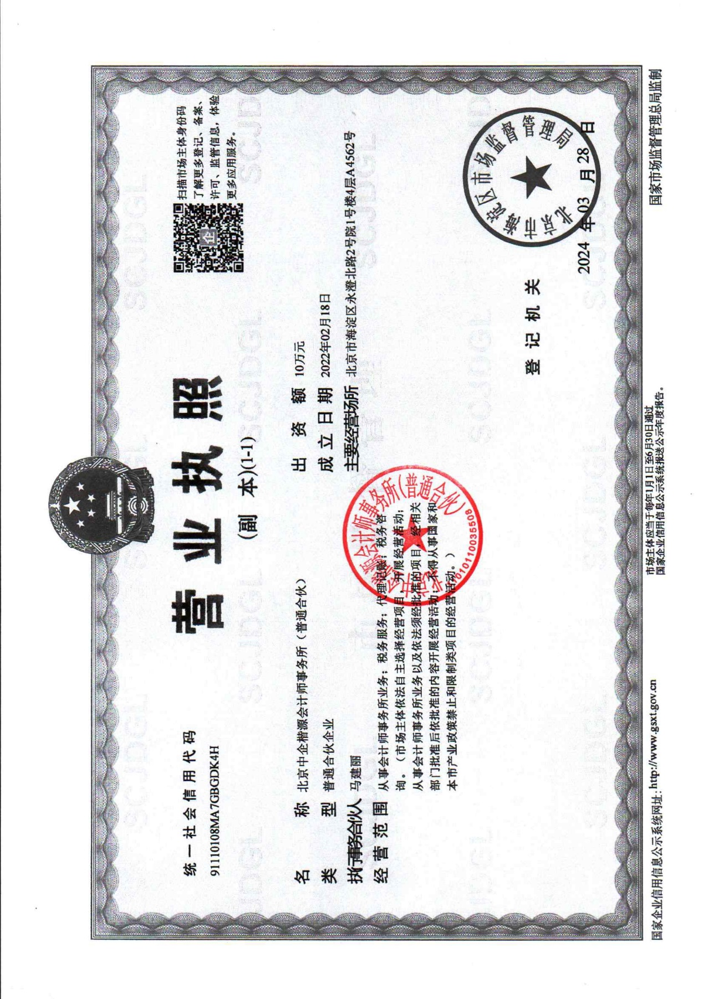 营业执照
(副 本)(1-1)
统一社会信用代码
91110108MA7GBGDK4H
扫描市场主体身份码
了解更多登记、备案、
许可、监管信息，体验
更多应用服务。
名 称 北京中企楷源会计师事务所（普通合伙）
类 型 普通合伙企业
执行事务合伙人 马建丽
经营范围 从事会计师事务所业务；税务服务；代理记账；税务咨
询。（市场主体依法自主选择经营项目，开展经营活动；
从事会计师事务所业务以及依法须经批准的项目，经相关
部门批准后依批准的内容开展经营活动；不得从事国家和
本市产业政策禁止和限制类项目的经营活动。）
出资额 10万元
成立日期 2022年02月18日
主要经营场所 北京市海淀区永澄北路2号院1号楼4层A4562号
登记机关
北京市海淀区市场监督管理局
2024 年 03 月 28 日
国家企业信用信息公示系统网址: http://www.gsxt.gov.cn
市场主体应当于每年1月1日至6月30日通过
国家企业信用信息公示系统报送公示年度报告。
国家市场监督管理总局监制
SCJDGL